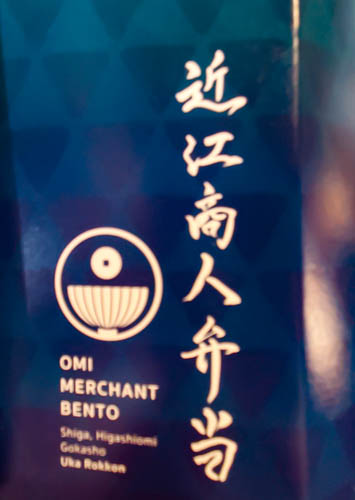 近江商人弁当
OMI
MERCHANT
BENTO
Shiga, Higashiomi
Gokasho
Uka Rokkon